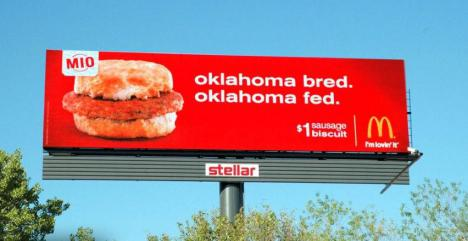 MIO
oklahoma bred.
oklahoma fed.
$1 sausage
biscuit
i'm lovin' it
stellar